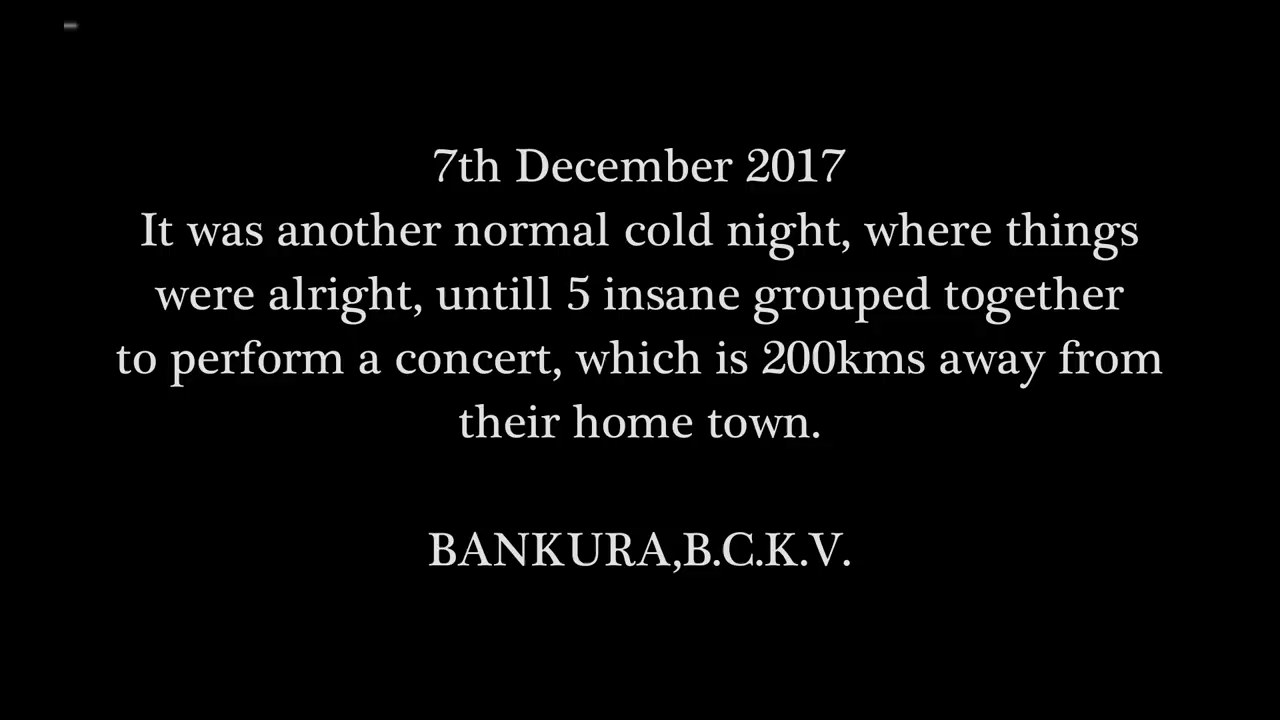 7th December 2017
It was another normal cold night, where things
were alright, untill 5 insane grouped together
to perform a concert, which is 200kms away from
their home town.
BANKURA,B.C.K.V.